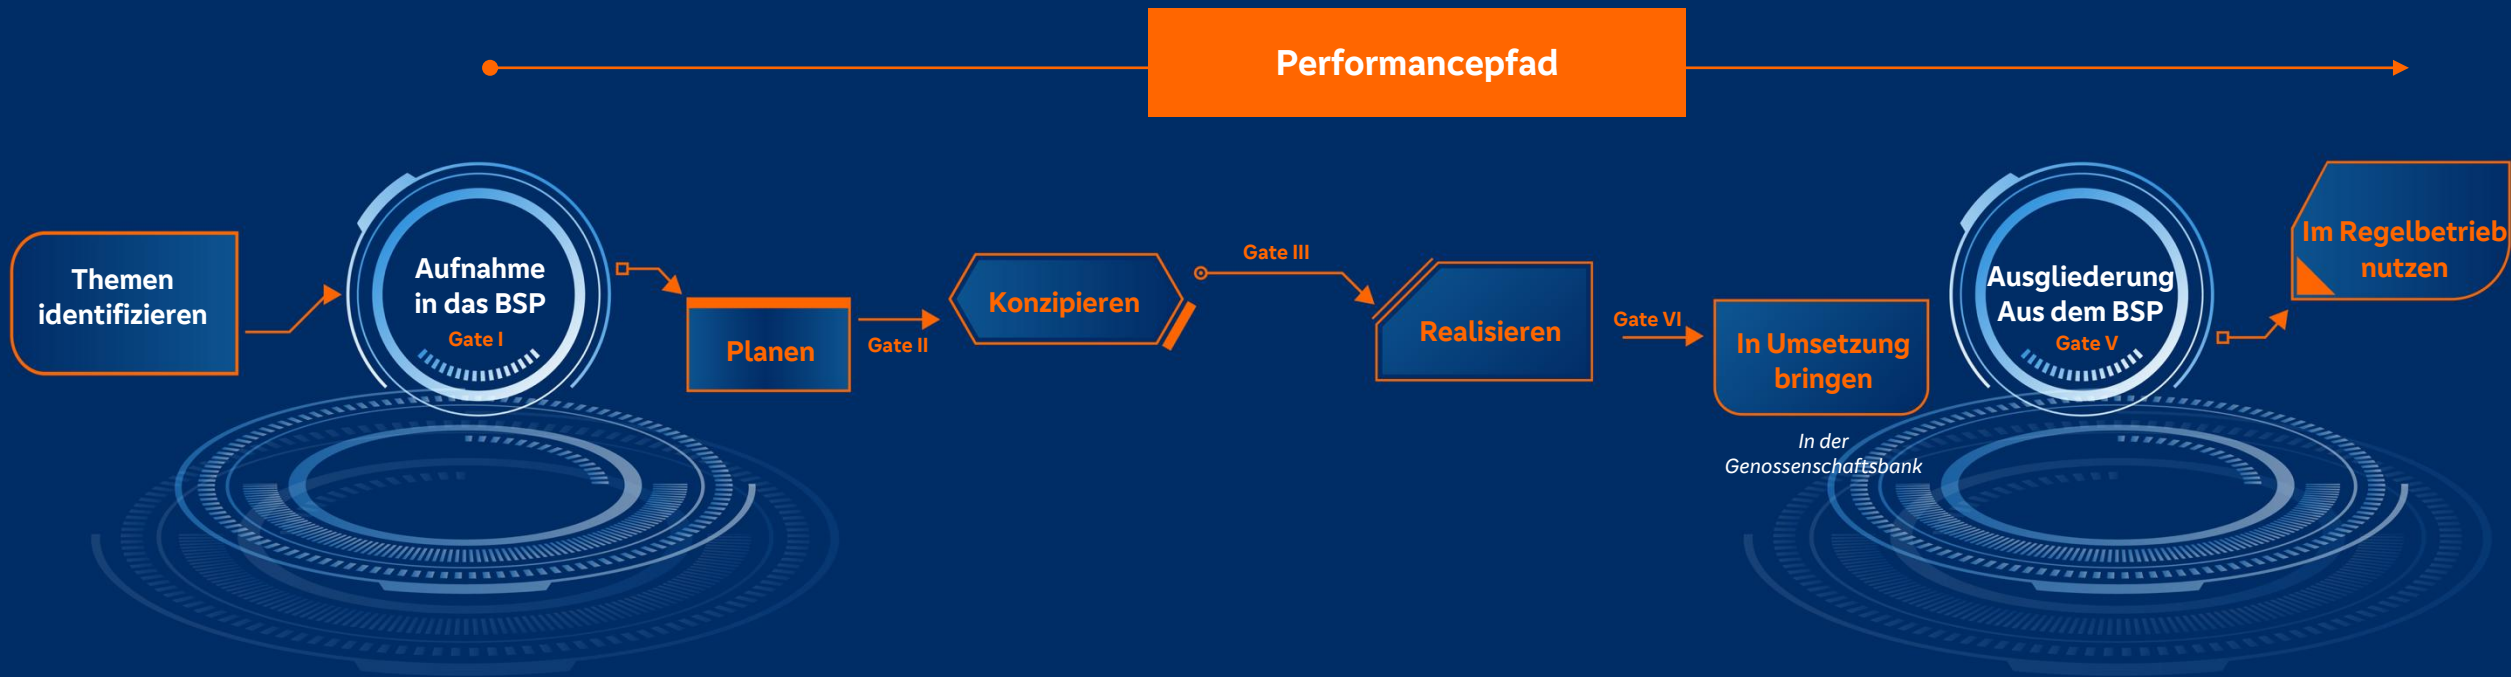 Performancepfad
Themen
identifizieren
Aufnahme
in das BSP
Gate I
Planen
Gate II
Konzipieren
Gate III
Realisieren
Gate VI
In Umsetzung
bringen
In der
Genossenschaftsbank
Ausgliederung
Aus dem BSP
Gate V
Im Regelbetrieb
nutzen